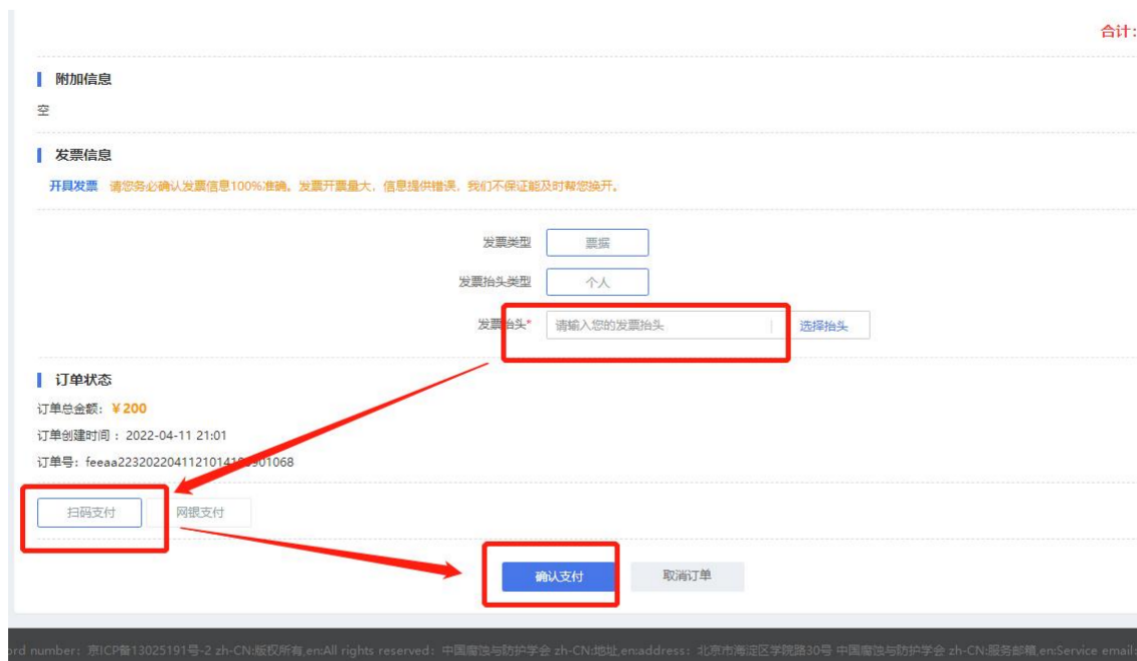 合计:
附加信息
空
发票信息
开具发票 请您务必确认发票信息100%准确。发票开票量大，信息提供错误，我们不保证能及时帮您换开。
发票类型 票据
发票抬头类型 个人
发票抬头* 请输入您的发票抬头 选择抬头
订单状态
订单总金额：￥200
订单创建时间：2022-04-11 21:01
订单号：
扫码支付 网银支付
确认支付 取消订单
ord number：京ICP备13025191号-2 zh-CN:版权所有,en:All rights reserved：中国腐蚀与防护学会 zh-CN:地址,en:address：北京市海淀区学院路30号 中国腐蚀与防护学会 zh-CN:服务邮箱,en:Service email: